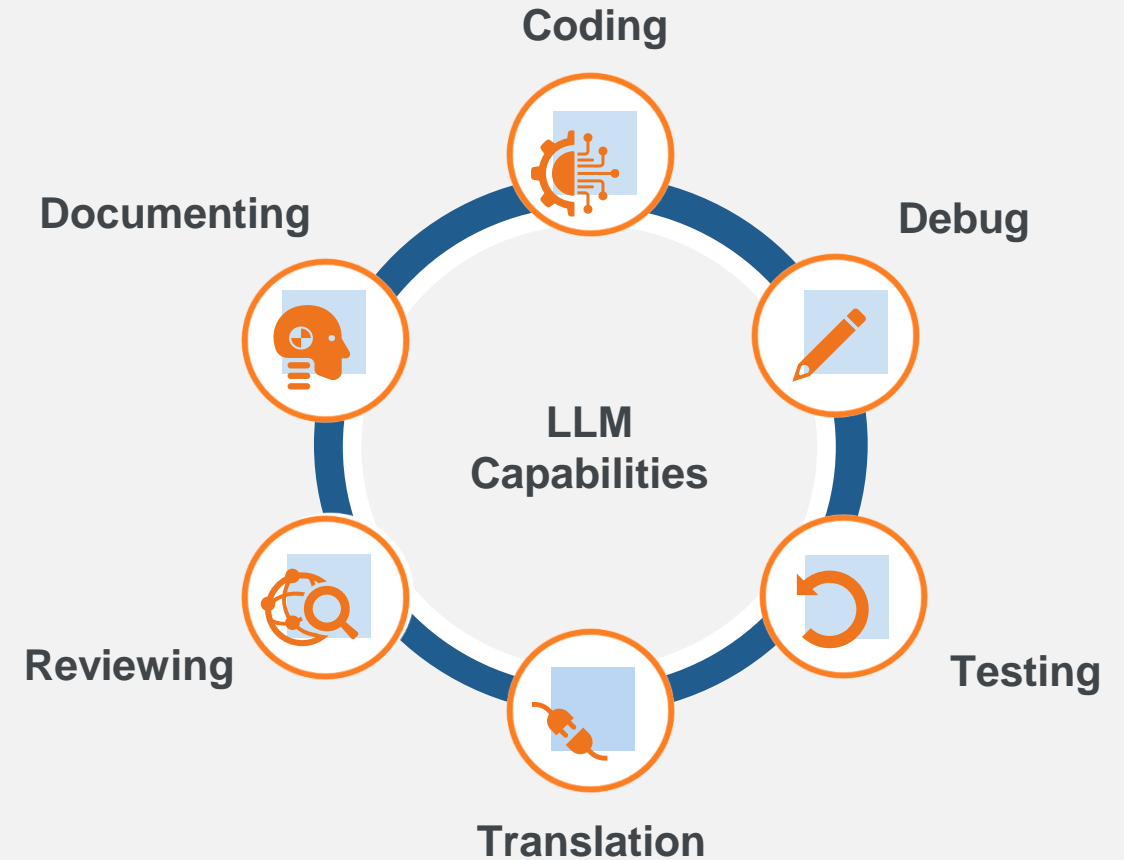 Coding
Documenting
Debug
LLM
Capabilities
Reviewing
Testing
Translation